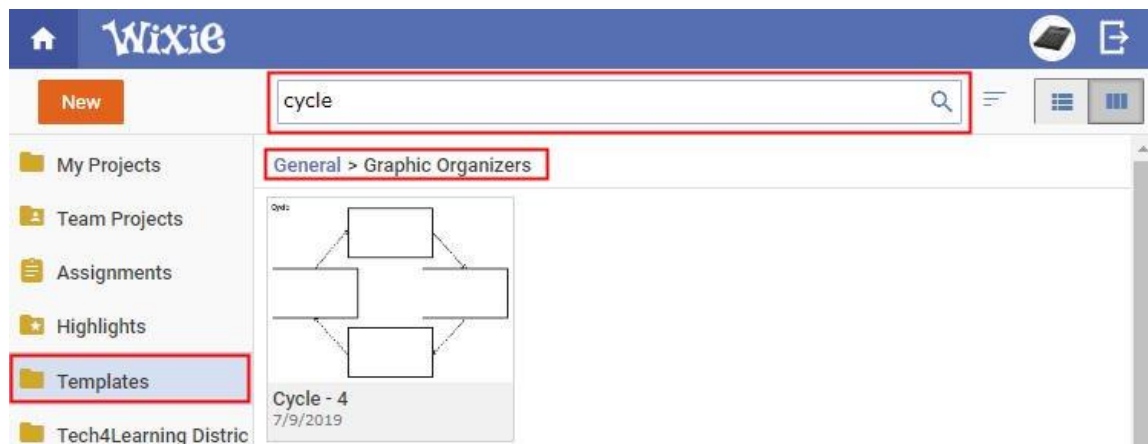 Wixie
New
cycle
My Projects
General > Graphic Organizers
Team Projects
Assignments
Highlights
Templates
Tech4Learning Distric
Cycle
Cycle - 4
7/9/2019